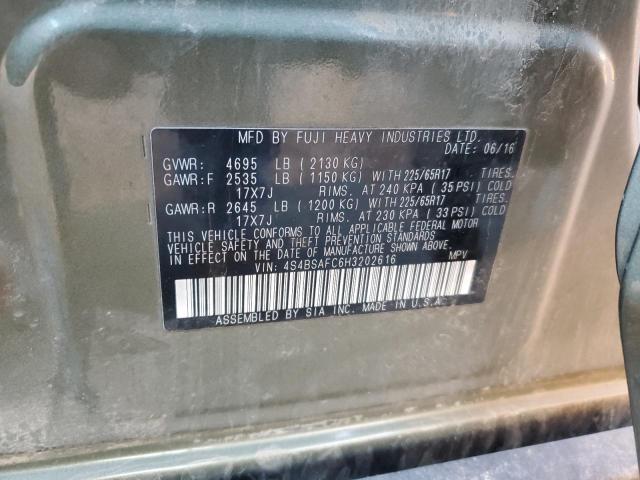 MFD BY FUJI HEAVY INDUSTRIES LTD.
DATE: 06/16
GVWR: 4695 LB (2130 KG)
GAWR:F 2535 LB (1150 KG) WITH 225/65R17 TIRES.
17X7J RIMS. AT 240 KPA (35 PSI) COLD
GAWR:R 2645 LB (1200 KG) WITH 225/65R17 TIRES.
17X7J RIMS. AT 230 KPA (33 PSI) COLD
THIS VEHICLE CONFORMS TO ALL APPLICABLE FEDERAL MOTOR
VEHICLE SAFETY AND THEFT PREVENTION STANDARDS
IN EFFECT ON THE DATE OF MANUFACTURE SHOWN ABOVE.
VIN: 4S4BSAFC6H3202616 MPV
ASSEMBLED BY SIA INC. MADE IN U.S.A.